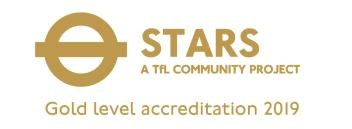 STARS
A TfL COMMUNITY PROJECT
Gold level accreditation 2019